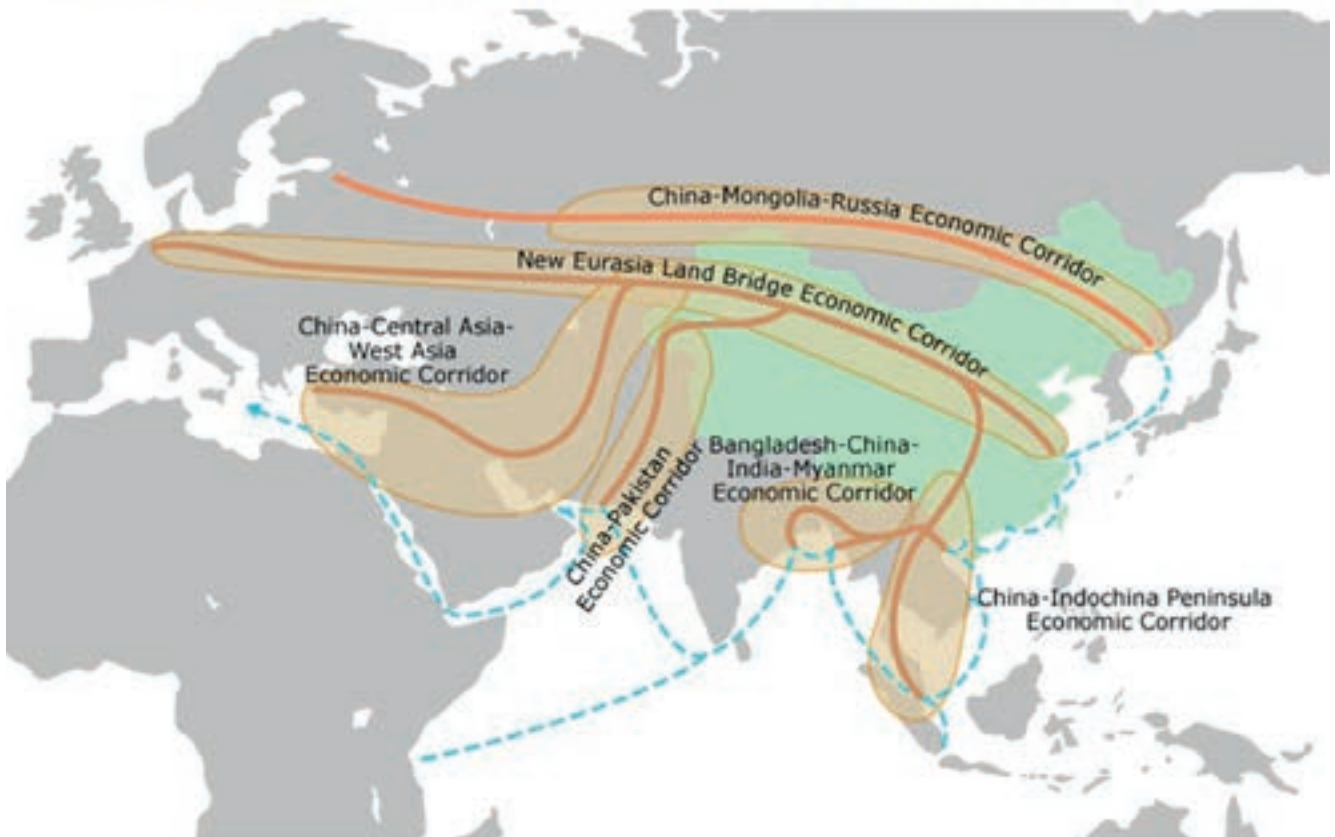 China-Mongolia-Russia Economic Corridor
New Eurasia Land Bridge Economic Corridor
China-Central Asia-
West Asia
Economic Corridor
China-Pakistan
Economic Corridor
Bangladesh-China-
India-Myanmar
Economic Corridor
China-Indochina Peninsula
Economic Corridor